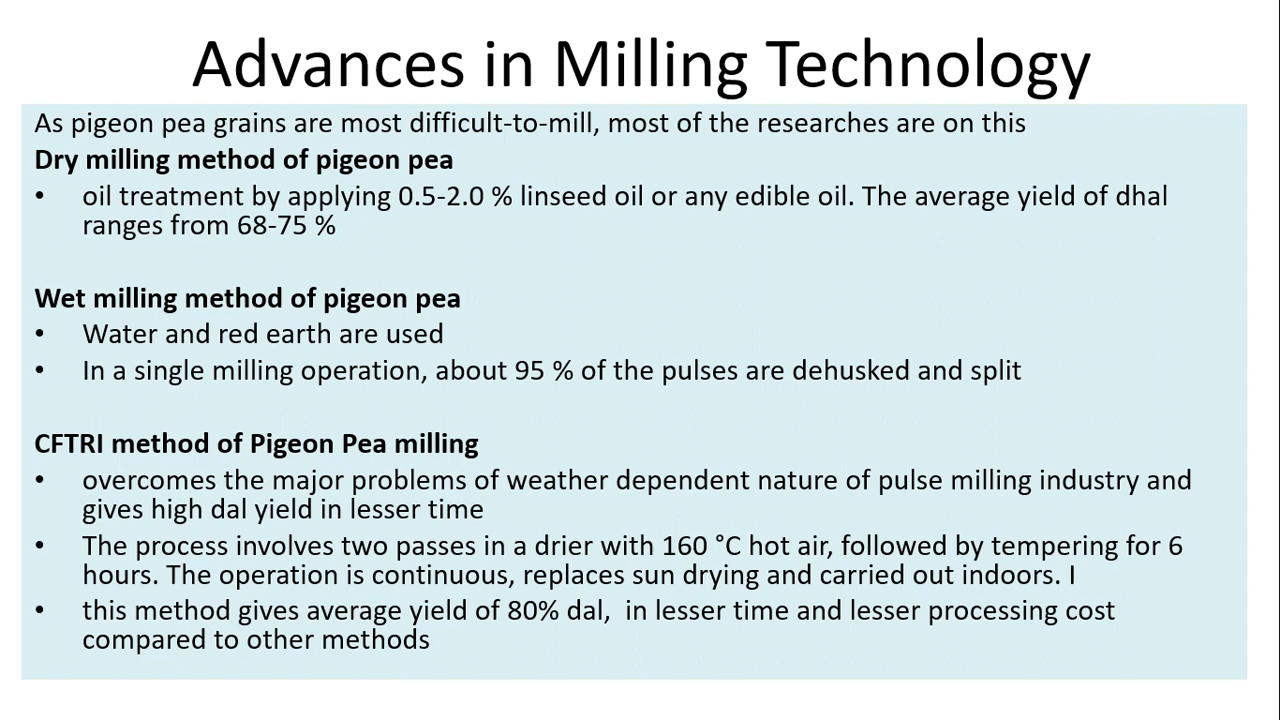 Advances in Milling Technology
As pigeon pea grains are most difficult-to-mill, most of the researches are on this
Dry milling method of pigeon pea
• oil treatment by applying 0.5-2.0 % linseed oil or any edible oil. The average yield of dhal
ranges from 68-75 %
Wet milling method of pigeon pea
• Water and red earth are used
• In a single milling operation, about 95 % of the pulses are dehusked and split
CFTRI method of Pigeon Pea milling
• overcomes the major problems of weather dependent nature of pulse milling industry and
gives high dal yield in lesser time
• The process involves two passes in a drier with 160 °C hot air, followed by tempering for 6
hours. The operation is continuous, replaces sun drying and carried out indoors. I
• this method gives average yield of 80% dal,  in lesser time and lesser processing cost
compared to other methods